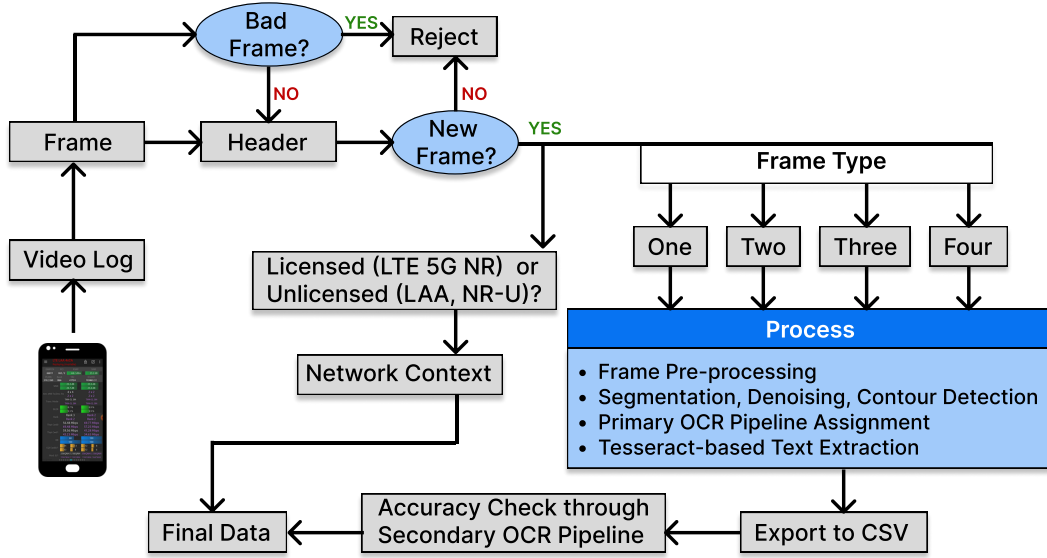 Bad
Frame?
YES
Reject
NO
NO
Frame
Header
New
Frame?
YES
Frame Type
Video Log
One
Two
Three
Four
Licensed (LTE 5G NR) or
Unlicensed (LAA, NR-U)?
Process
Network Context
• Frame Pre-processing
• Segmentation, Denoising, Contour Detection
• Primary OCR Pipeline Assignment
• Tesseract-based Text Extraction
Final Data
Accuracy Check through
Secondary OCR Pipeline
Export to CSV